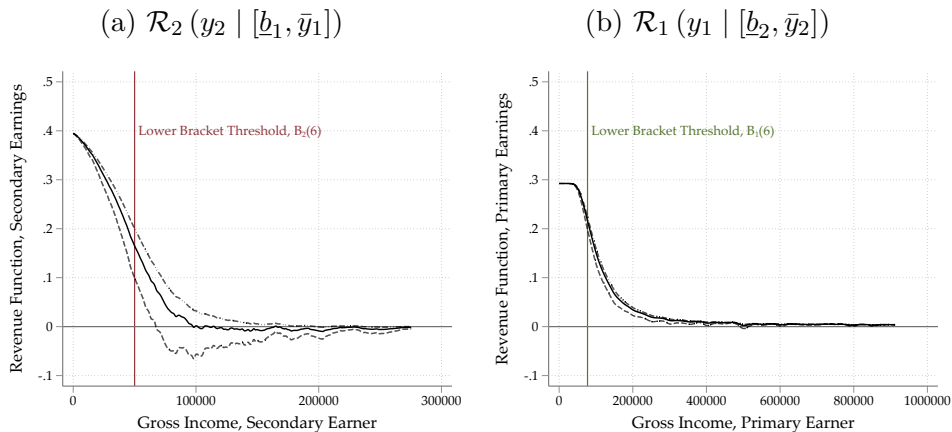 (a) R₂ (y₂ | [b̲₁, ȳ₁])
Revenue Function, Secondary Earnings
.5
.4
.3
.2
.1
0
-.1
Lower Bracket Threshold, B₂(6)
0 100000 200000 300000
Gross Income, Secondary Earner
(b) R₁ (y₁ | [b̲₂, ȳ₂])
Revenue Function, Primary Earnings
.5
.4
.3
.2
.1
0
-.1
Lower Bracket Threshold, B₁(6)
0 200000 400000 600000 800000 1000000
Gross Income, Primary Earner